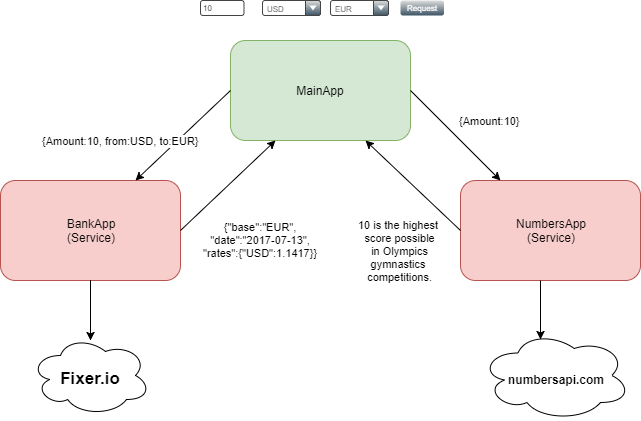 10 USD EUR Request
MainApp
{Amount:10}
{Amount:10, from:USD, to:EUR}
BankApp
(Service)
{"base":"EUR",
"date":"2017-07-13",
"rates":{"USD":1.1417}}
10 is the highest
score possible
in Olympics
gymnastics
competitions.
NumbersApp
(Service)
Fixer.io
numbersapi.com